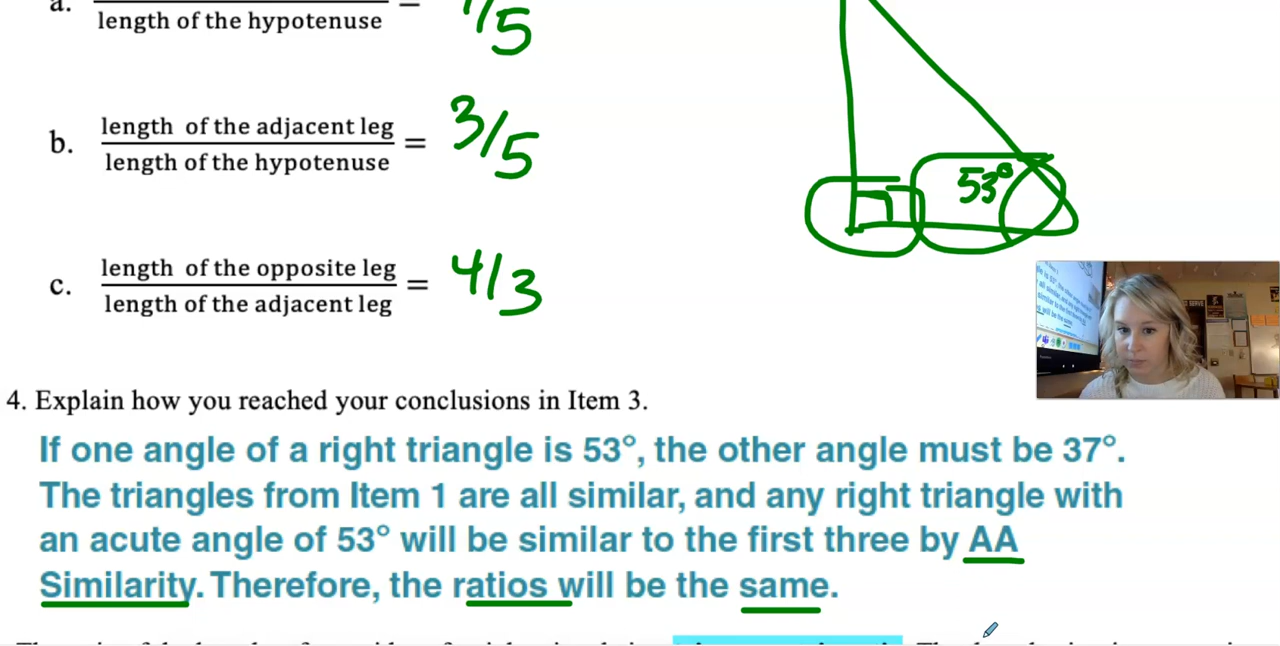 a. length of the hypotenuse =
b. length of the adjacent leg
length of the hypotenuse = 3/5
53°
c. length of the opposite leg
length of the adjacent leg = 4/3
4. Explain how you reached your conclusions in Item 3.
If one angle of a right triangle is 53°, the other angle must be 37°.
The triangles from Item 1 are all similar, and any right triangle with
an acute angle of 53° will be similar to the first three by AA
Similarity. Therefore, the ratios will be the same.